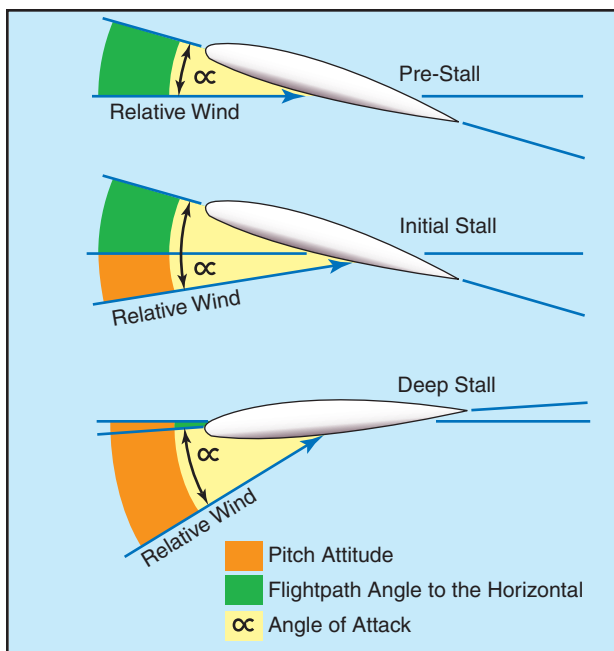 Pre-Stall
∝
Relative Wind
Initial Stall
∝
Relative Wind
Deep Stall
∝
Relative Wind
Pitch Attitude
Flightpath Angle to the Horizontal
∝ Angle of Attack